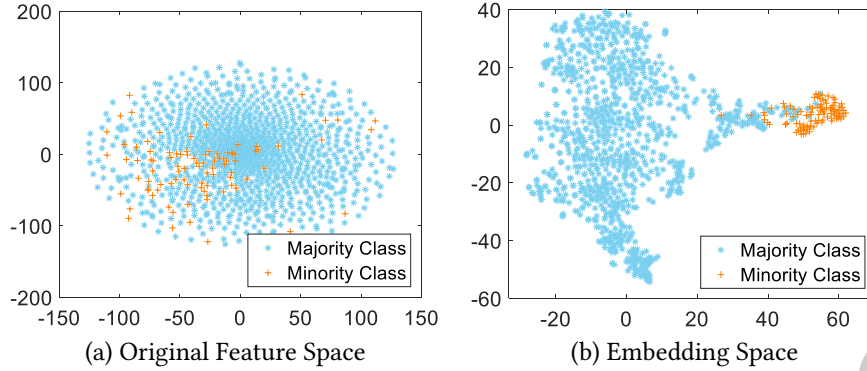 200
100
0
-100
-200
-150 -100 -50 0 50 100 150
Majority Class
Minority Class
(a) Original Feature Space
40
20
0
-20
-40
-60
-20 0 20 40 60
Majority Class
Minority Class
(b) Embedding Space